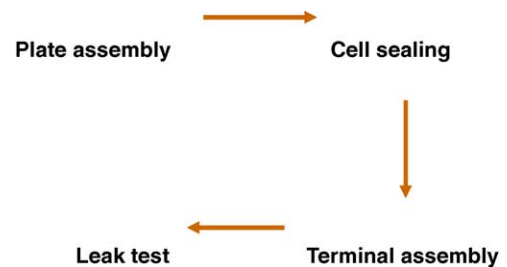 Plate assembly
Cell sealing
Terminal assembly
Leak test